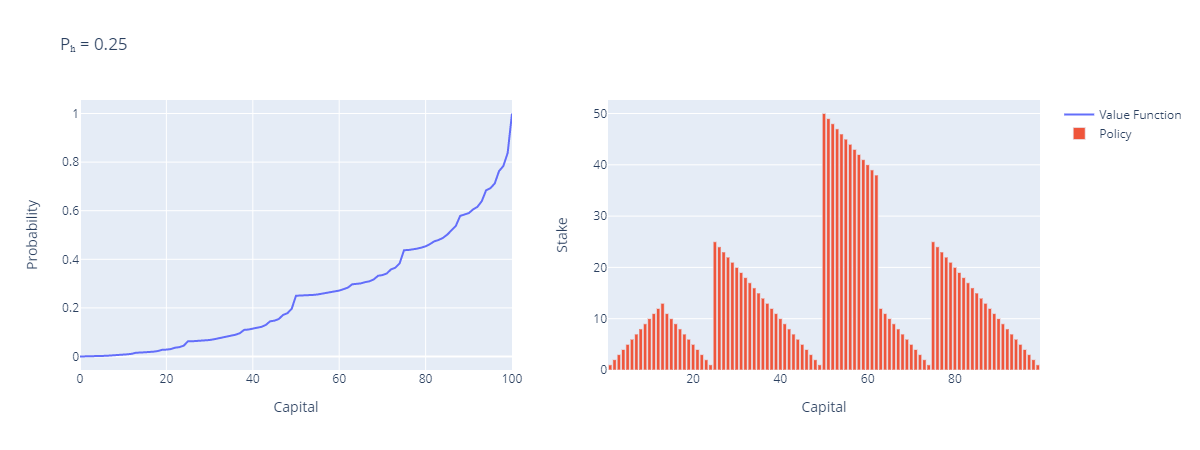 Pₕ = 0.25
Probability
1
0.8
0.6
0.4
0.2
0
0 20 40 60 80 100
Capital
Stake
50
40
30
20
10
0
20 40 60 80
Capital
Value Function
Policy